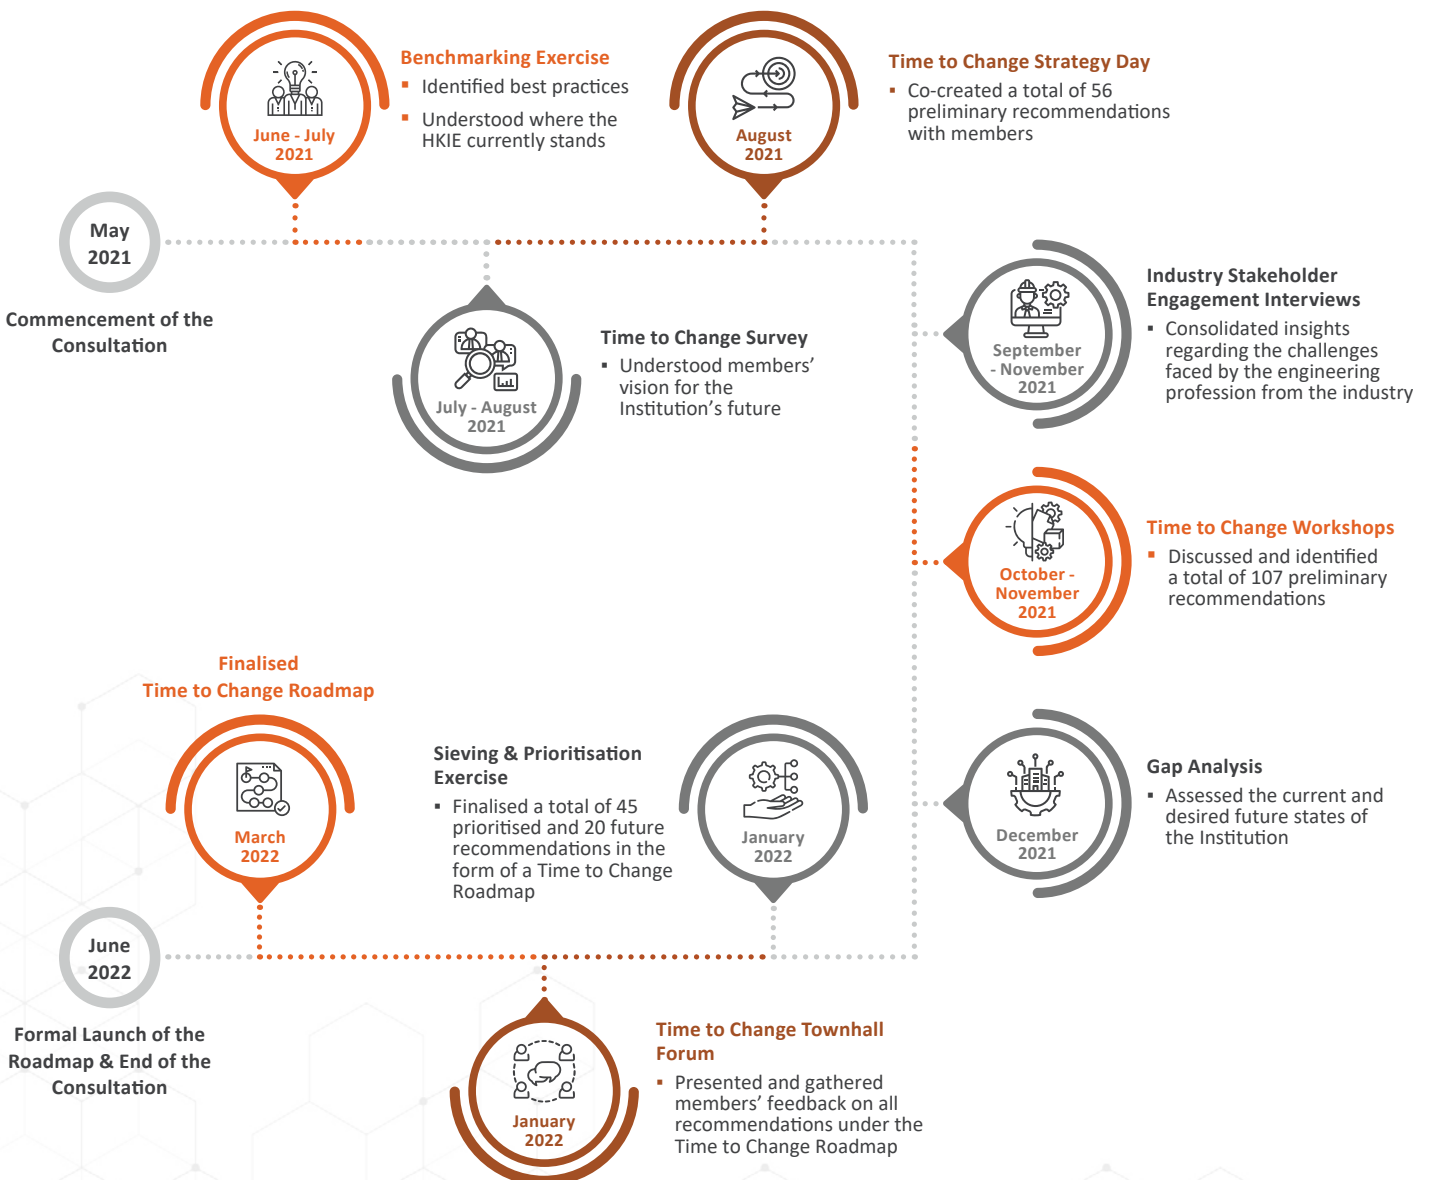 May
2021
Commencement of the
Consultation
June - July
2021
Benchmarking Exercise
▪ Identified best practices
▪ Understood where the
HKIE currently stands
July - August
2021
Time to Change Survey
▪ Understood members’
vision for the
Institution’s future
August
2021
Time to Change Strategy Day
▪ Co-created a total of 56
preliminary recommendations
with members
September
- November
2021
Industry Stakeholder
Engagement Interviews
▪ Consolidated insights
regarding the challenges
faced by the engineering
profession from the industry
October -
November
2021
Time to Change Workshops
▪ Discussed and identified
a total of 107 preliminary
recommendations
December
2021
Gap Analysis
▪ Assessed the current and
desired future states of
the Institution
January
2022
Sieving & Prioritisation
Exercise
▪ Finalised a total of 45
prioritised and 20 future
recommendations in the
form of a Time to Change
Roadmap
January
2022
Time to Change Townhall
Forum
▪ Presented and gathered
members’ feedback on all
recommendations under the
Time to Change Roadmap
Finalised
Time to Change Roadmap
March
2022
June
2022
Formal Launch of the
Roadmap & End of the
Consultation